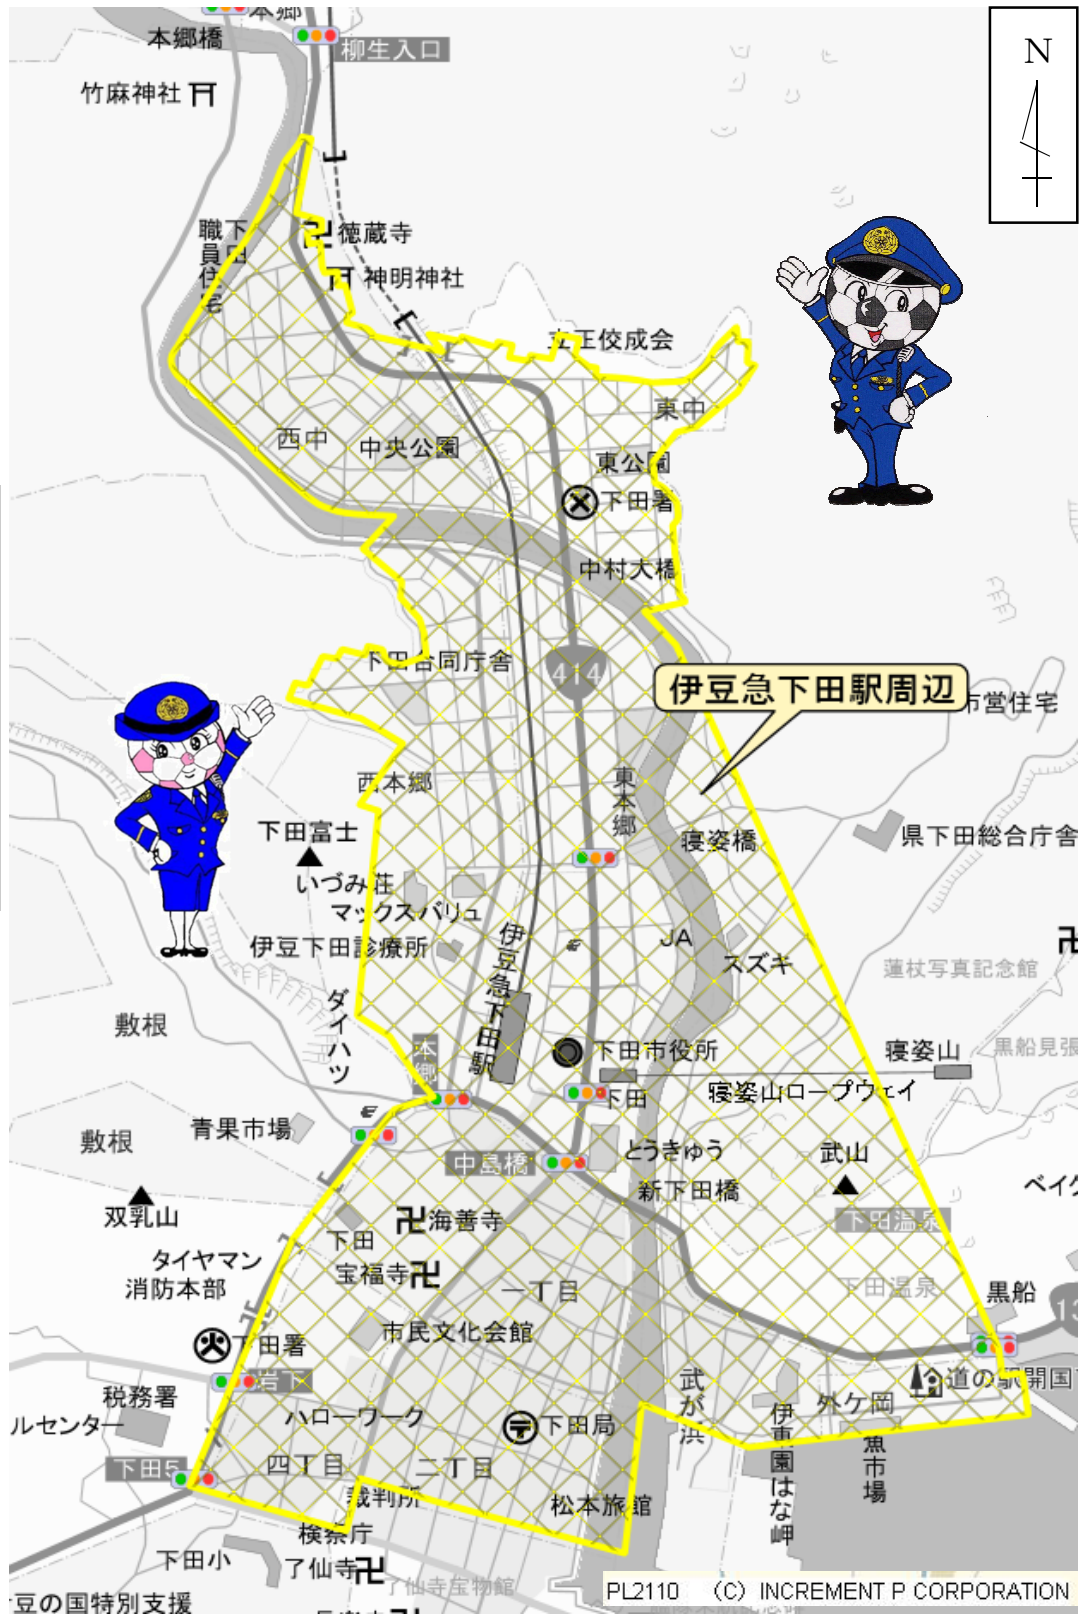 本郷
本郷橋
柳生入口
N
竹麻神社
下田
職員住宅
徳蔵寺
神明神社
立正佼成会
東中
西中
中央公園
東公園
下田署
中村大橋
下田合同庁舎
414
伊豆急下田駅周辺
市営住宅
西本郷
東本郷
下田富士
寝姿橋
県下田総合庁舎
いづみ荘
マックスバリュ
伊豆下田診療所
伊豆急下田駅
JA
スズキ
蓮杖写真記念館
ダイハツ
敷根
本郷
下田市役所
寝姿山
黒船見張
下田
寝姿山ロープウェイ
青果市場
敷根
中島橋
とうきゅう
武山
新下田橋
ベイク
双乳山
海善寺
下田温泉
下田
タイヤマン
消防本部
宝福寺
一丁目
下田温泉
黒船
13
市民文化会館
下田署
岩下
武が浜
道の駅開国
税務署
外ケ岡
ルセンター
ハローワーク
下田局
伊東園はな岬
魚市場
下田5
四丁目
二丁目
裁判所
松本旅館
検察庁
下田小
了仙寺
了仙寺宝物館
豆の国特別支援
PL2110 (C) INCREMENT P CORPORATION